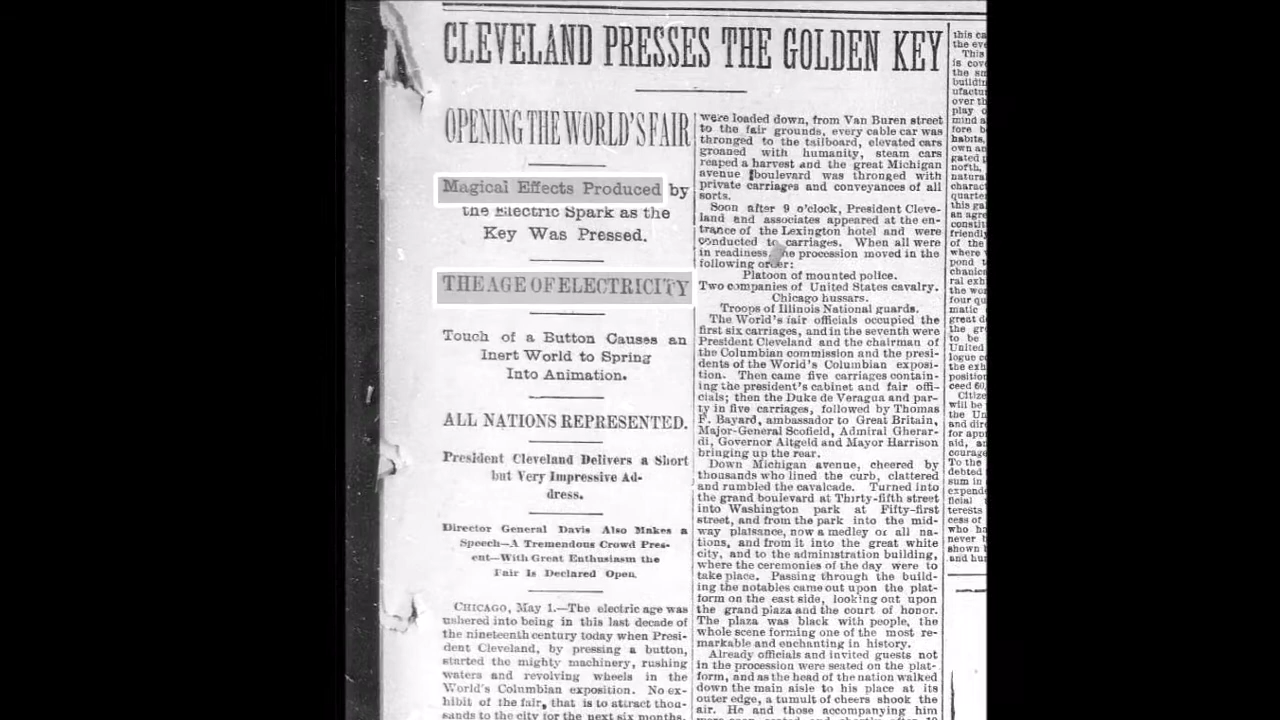 CLEVELAND PRESSES THE GOLDEN KEY
OPENING THE WORLD'S FAIR
Magical Effects Produced by
the Electric Spark as the
Key Was Pressed.
THE AGE OF ELECTRICITY
Touch of a Button Causes an
Inert World to Spring
Into Animation.
ALL NATIONS REPRESENTED.
President Cleveland Delivers a Short
but Very Impressive Ad-
dress.
Director General Davis Also Makes a
Speech—A Tremendous Crowd Pres-
ent—With Great Enthusiasm the
Fair Is Declared Open.
CHICAGO, May 1.—The electric age was
ushered into being in this last decade of
the nineteenth century today when Presi-
dent Cleveland, by pressing a button,
started the mighty machinery, rushing
waters and revolving wheels in the
World's Columbian exposition. No ex-
hibit of the fair, that is to attract thou-
sands to the city for the next six months,
were loaded down, from Van Buren street
to the fair grounds, every cable car was
thronged to the tailboard, elevated cars
groaned with humanity, steam cars
reaped a harvest and the great Michigan
avenue boulevard was thronged with
private carriages and conveyances of all
sorts.
Soon after 9 o'clock, President Cleve-
land and associates appeared at the en-
trance of the Lexington hotel and were
conducted to carriages. When all were
in readiness, he procession moved in the
following order:
Platoon of mounted police.
Two companies of United States cavalry.
Chicago hussars.
Troops of Illinois National guards.
The World's fair officials occupied the
first six carriages, and in the seventh were
President Cleveland and the chairman of
the Columbian commission and the presi-
dents of the World's Columbian exposi-
tion. Then came five carriages contain-
ing the president's cabinet and fair offi-
cials; then the Duke de Veragua and par-
ty in five carriages, followed by Thomas
F. Bayard, ambassador to Great Britain,
Major-General Scofield, Admiral Gherar-
di, Governor Altgeld and Mayor Harrison
bringing up the rear.
Down Michigan avenue, cheered by
thousands who lined the curb, clattered
and rumbled the cavalcade. Turned into
the grand boulevard at Thirty-fifth street
into Washington park at Fifty-first
street, and from the park into the mid-
way plaisance, now a medley of all na-
tions, and from it into the great white
city, and to the administration building,
where the ceremonies of the day were to
take place. Passing through the build-
ing the notables came out upon the plat-
form on the east side, looking out upon
the grand plaza and the court of honor.
The plaza was black with people, the
whole scene forming one of the most re-
markable and enchanting in history.
Already officials and invited guests not
in the procession were seated on the plat-
form, and as the head of the nation walked
down the main aisle to his place at its
outer edge, a tumult of cheers shook the
air. He and those accompanying him